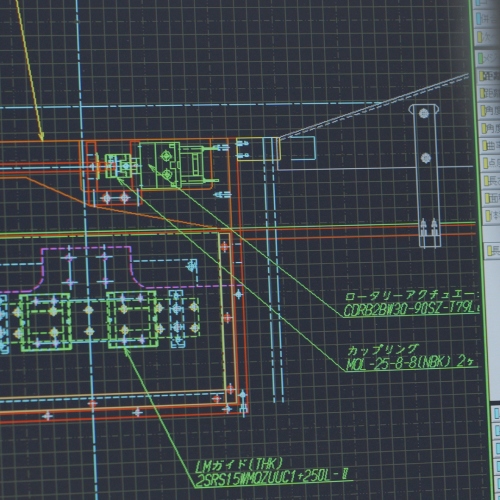 ロータリーアクチュエー
CDRB2BW30-90SZ-T79L
カップリング
MOL-25-8-8(NBK) 2ヶ
LMガイド(THK)
2SRS15WMQZUUC1+250L-Ⅱ